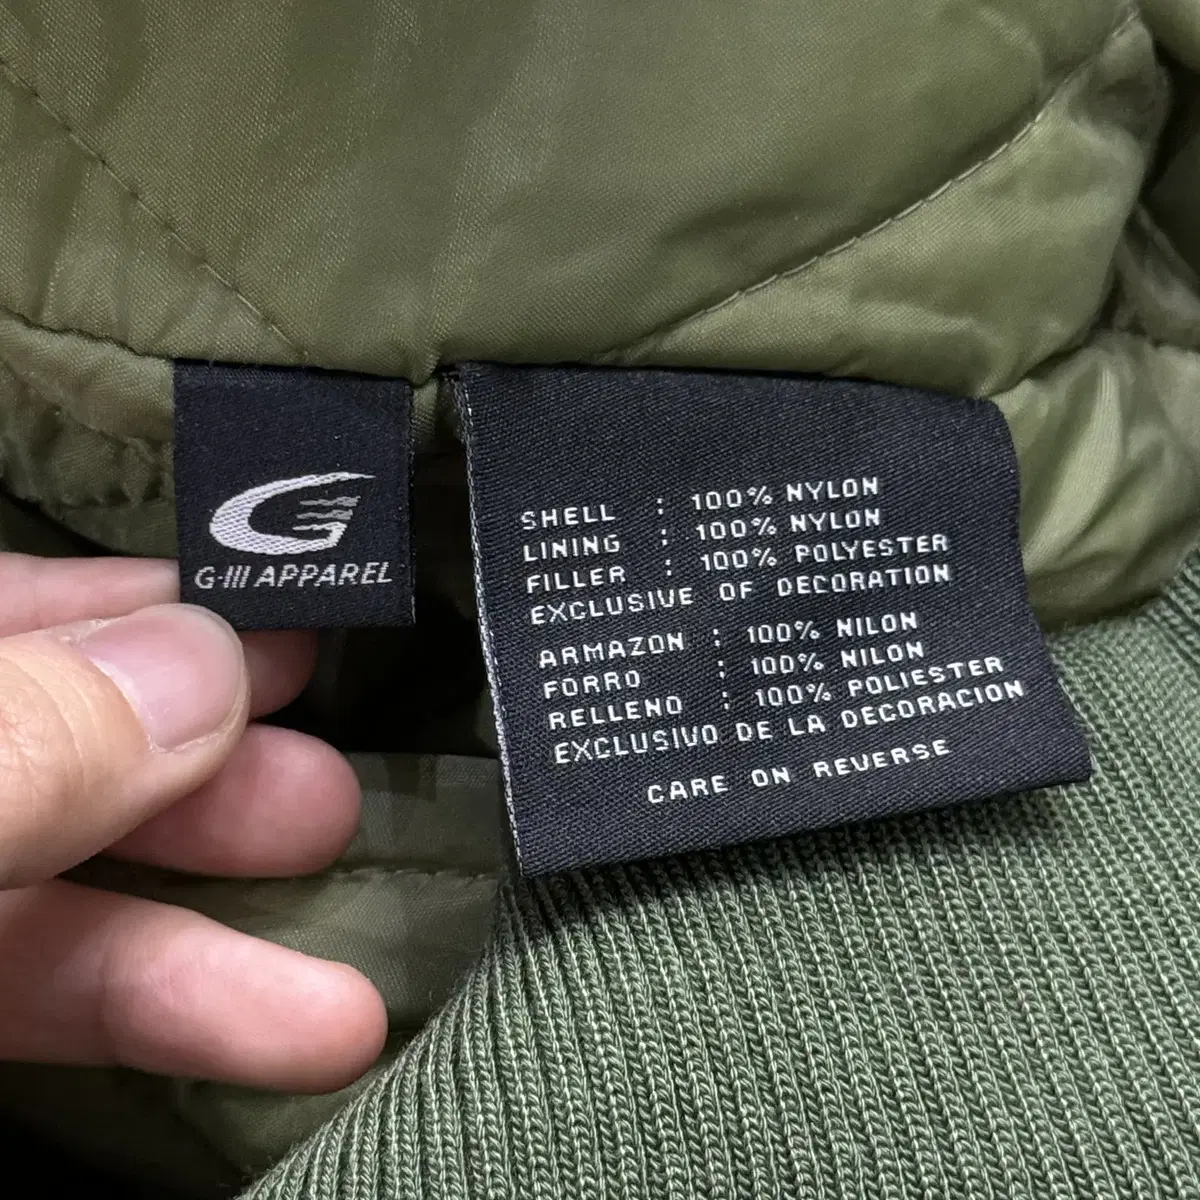 G-III APPAREL
SHELL : 100% NYLON
LINING : 100% NYLON
FILLER : 100% POLYESTER
EXCLUSIVE OF DECORATION
ARMAZON : 100% NILON
FORRO : 100% NILON
RELLENO : 100% POLIESTER
EXCLUSIVO DE LA DECORACION
CARE ON REVERSE